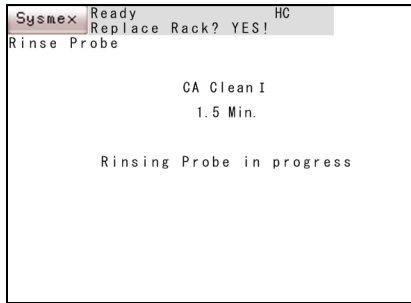 Sysmex Ready HC
Replace Rack? YES!
Rinse Probe
CA Clean I
1.5 Min.
Rinsing Probe in progress